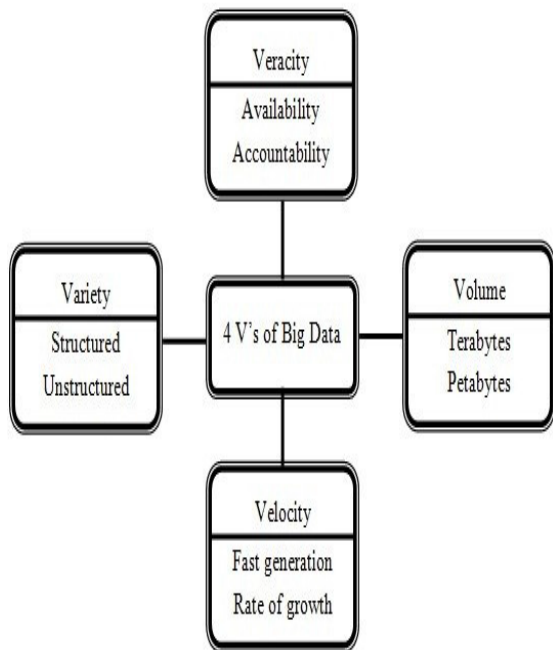 Veracity
Availability
Accountability
Variety
Structured
Unstructured
4 V's of Big Data
Volume
Terabytes
Petabytes
Velocity
Fast generation
Rate of growth